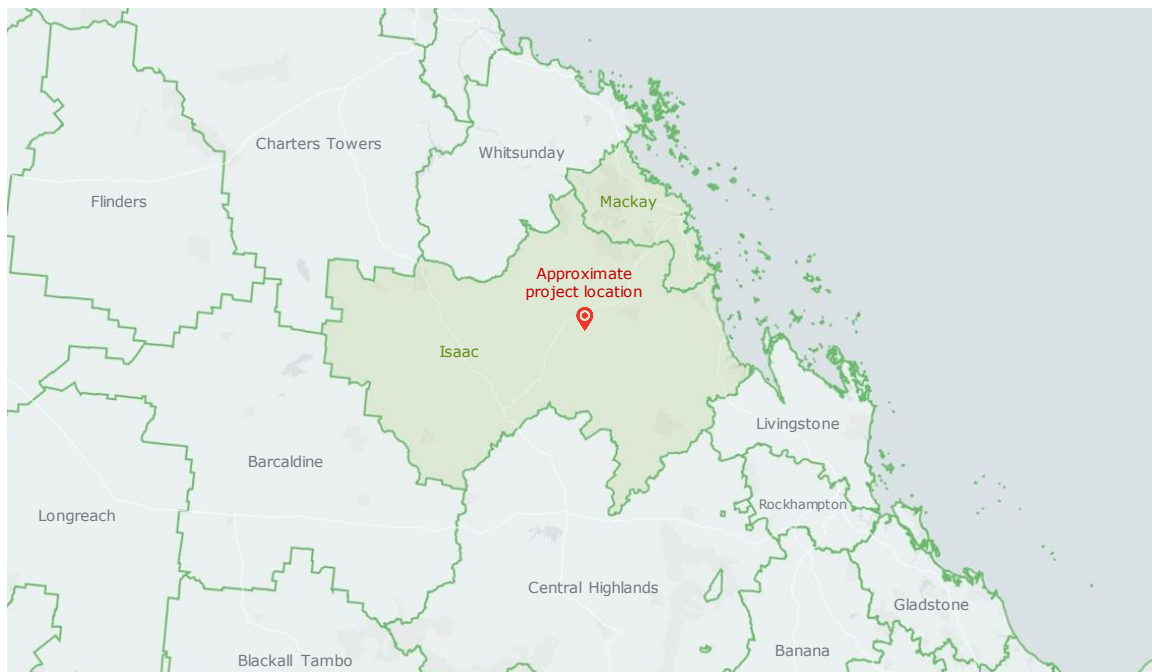 Charters Towers
Whitsunday
Flinders
Mackay
Approximate
project location
Isaac
Livingstone
Barcaldine
Rockhampton
Longreach
Central Highlands
Gladstone
Banana
Blackall Tambo